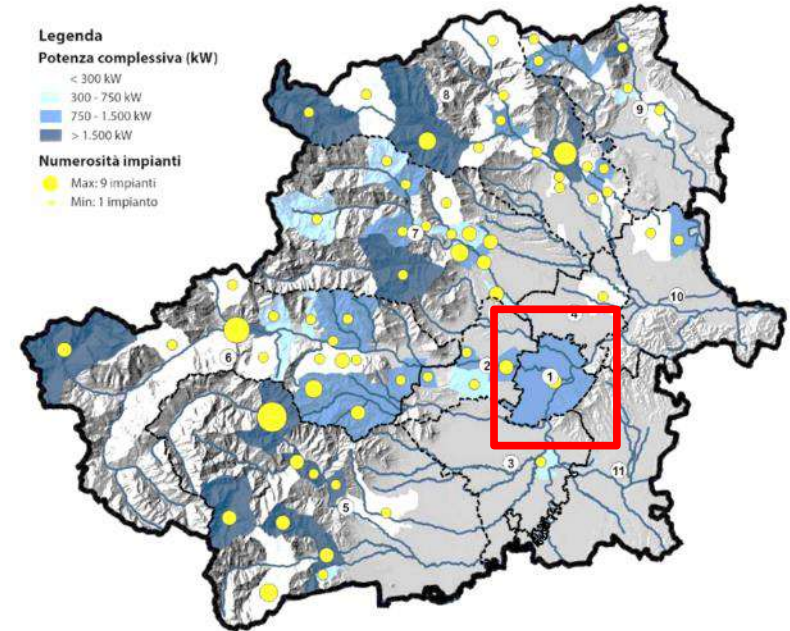 Legenda
Potenza complessiva (kW)
< 300 kW
300 - 750 kW
750 - 1.500 kW
> 1.500 kW
Numerosità impianti
Max: 9 impianti
Min: 1 impianto
8
9
7
10
4
6
2
1
3
11
5